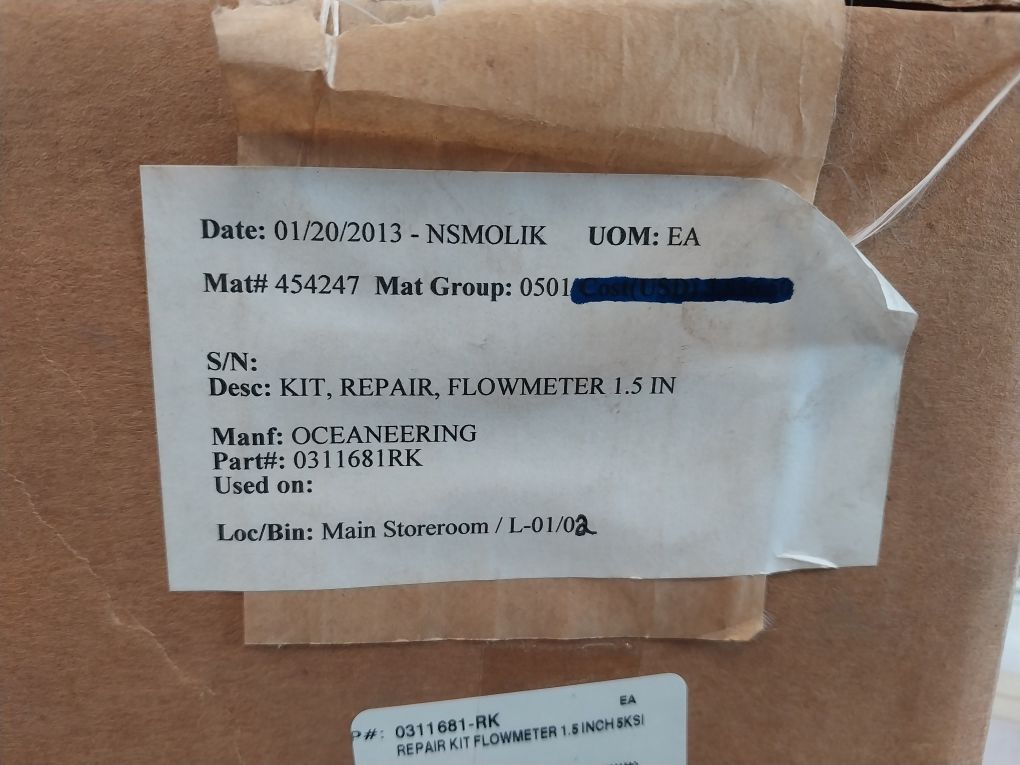 Date: 01/20/2013 - NSMOLIK UOM: EA
Mat# 454247 Mat Group: 0501 Cost(USD)
S/N:
Desc: KIT, REPAIR, FLOWMETER 1.5 IN
Manf: OCEANEERING
Part#: 0311681RK
Used on:
Loc/Bin: Main Storeroom / L-01/02
EA
P#: 0311681-RK
REPAIR KIT FLOWMETER 1.5 INCH 5KSI